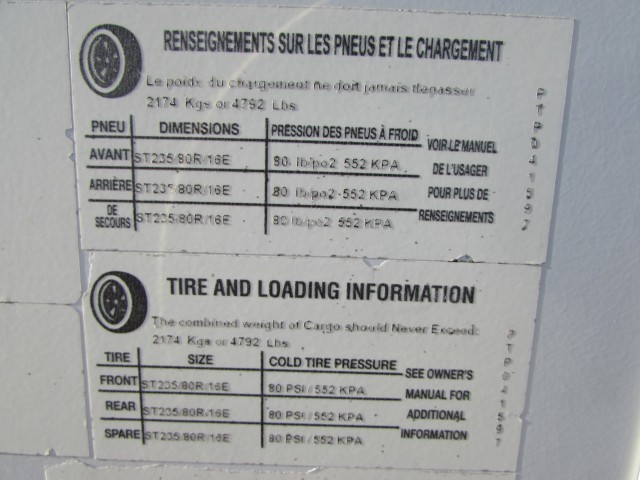 RENSEIGNEMENTS SUR LES PNEUS ET LE CHARGEMENT
Le poids du chargement ne doit jamais depasser
2174 Kgs or 4792 Lbs
PNEU DIMENSIONS PRESSION DES PNEUS À FROID VOIR LE MANUEL
AVANT ST235/80R/16E 80 lb/po2 552 KPA DE L'USAGER
ARRIÈRE ST235/80R/16E 80 lb/po2 552 KPA POUR PLUS DE
DE SECOURS ST235/80R/16E 80 lb/po2 552 KPA RENSEIGNEMENTS
TIRE AND LOADING INFORMATION
The combined weight of Cargo should Never Exceed:
2174 Kgs or 4792 Lbs
TIRE SIZE COLD TIRE PRESSURE SEE OWNER'S
FRONT ST235/80R/16E 80 PSI / 552 KPA MANUAL FOR
REAR ST235/80R/16E 80 PSI / 552 KPA ADDITIONAL
SPARE ST235/80R/16E 80 PSI / 552 KPA INFORMATION